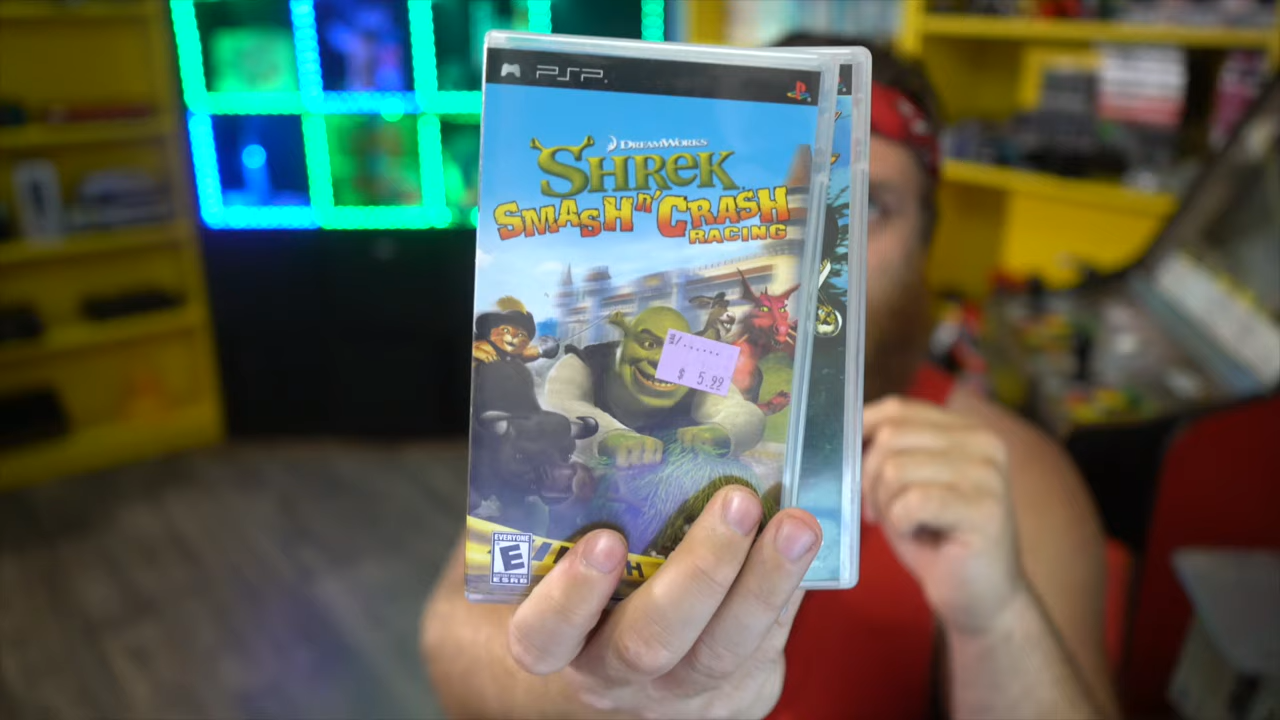 PSP
DREAMWORKS
SHREK
SMASH n' CRASH
RACING
$ 5.99
EVERYONE
E
ESRB